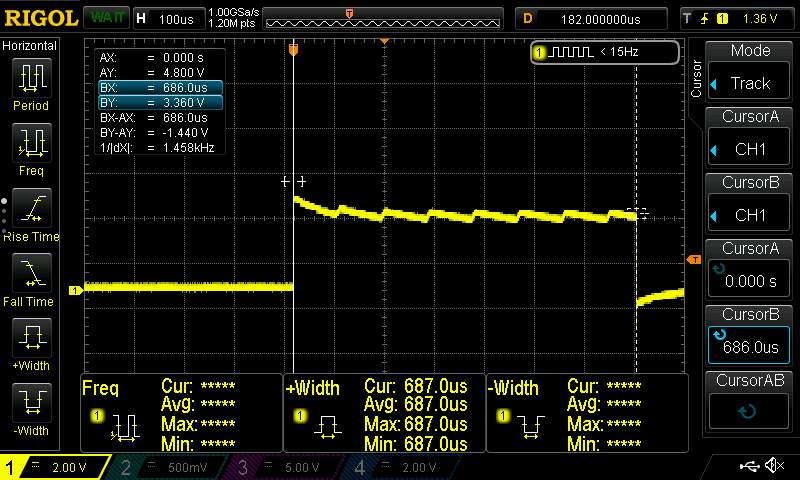 RIGOL WAIT H 100us 1.00GSa/s D 182.000000us T 1 1.36 V
1.20M pts
Horizontal
Period
Freq
Rise Time
Fall Time
+Width
-Width
AX: = 0.000 s
AY: = 4.800 V
BX: = 686.0us
BY: = 3.360 V
BX-AX: = 686.0us
BY-AY: = -1.440 V
1/|dX|: = 1.458kHz
T
1 < 15Hz
1
T
Cursor
Mode
Track
CursorA
CH1
CursorB
CH1
CursorA
0.000 s
CursorB
686.0us
CursorAB
Freq Cur: *****
1 Avg: *****
Max: *****
Min: *****
+Width Cur: 687.0us
1 Avg: 687.0us
Max: 687.0us
Min: 687.0us
-Width Cur: *****
1 Avg: *****
Max: *****
Min: *****
1 2.00 V 2 500mV 3 5.00 V 4 2.00 V